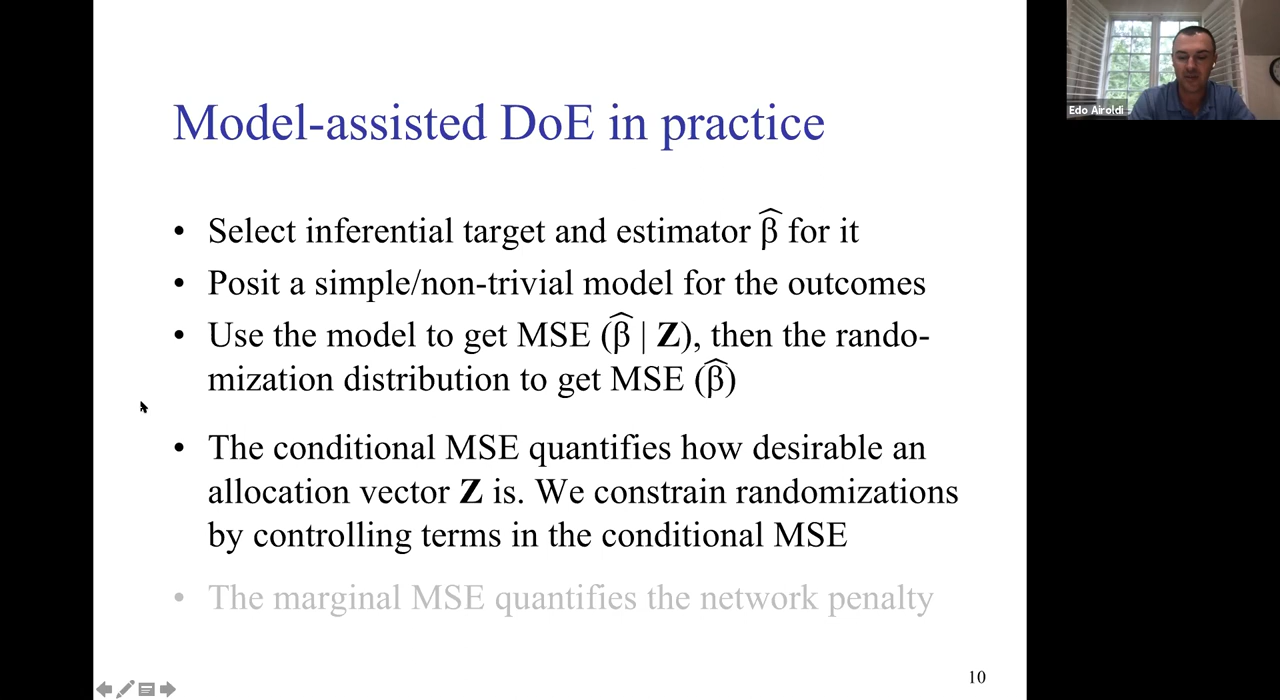 Model-assisted DoE in practice
• Select inferential target and estimator β̂ for it
• Posit a simple/non-trivial model for the outcomes
• Use the model to get MSE (β̂ | Z), then the rando-
mization distribution to get MSE (β̂)
• The conditional MSE quantifies how desirable an
allocation vector Z is. We constrain randomizations
by controlling terms in the conditional MSE
• The marginal MSE quantifies the network penalty
10
Edo Airoldi